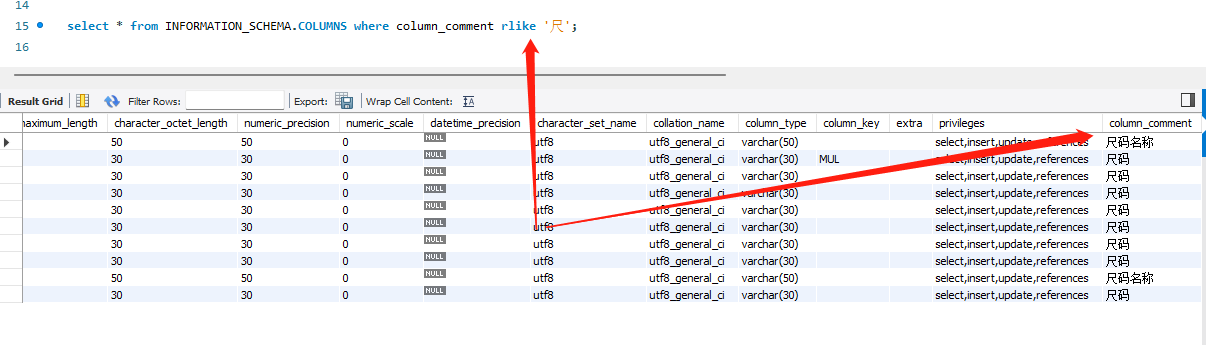 14
15 select * from INFORMATION_SCHEMA.COLUMNS where column_comment rlike '尺';
16
Result Grid Filter Rows: Export: Wrap Cell Content:
maximum_length character_octet_length numeric_precision numeric_scale datetime_precision character_set_name collation_name column_type column_key extra privileges column_comment
50 50 0 NULL utf8 utf8_general_ci varchar(50) select,insert,update,references 尺码名称
30 30 0 NULL utf8 utf8_general_ci varchar(30) MUL select,insert,update,references 尺码
30 30 0 NULL utf8 utf8_general_ci varchar(30) select,insert,update,references 尺码
30 30 0 NULL utf8 utf8_general_ci varchar(30) select,insert,update,references 尺码
30 30 0 NULL utf8 utf8_general_ci varchar(30) select,insert,update,references 尺码
30 30 0 NULL utf8 utf8_general_ci varchar(30) select,insert,update,references 尺码
30 30 0 NULL utf8 utf8_general_ci varchar(30) select,insert,update,references 尺码
30 30 0 NULL utf8 utf8_general_ci varchar(30) select,insert,update,references 尺码
50 50 0 NULL utf8 utf8_general_ci varchar(50) select,insert,update,references 尺码名称
30 30 0 NULL utf8 utf8_general_ci varchar(30) select,insert,update,references 尺码